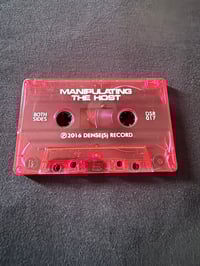 MANIPULATING
THE HOST
BOTH
SIDES
DSR
017
℗ 2016 DENSE(S) RECORD